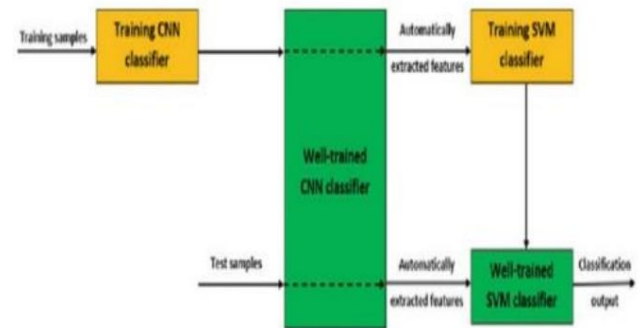 Training samples
Training CNN
classifier
Automatically
extracted features
Training SVM
classifier
Well-trained
CNN classifier
Test samples
Automatically
extracted features
Well-trained
SVM classifier
Classification
output